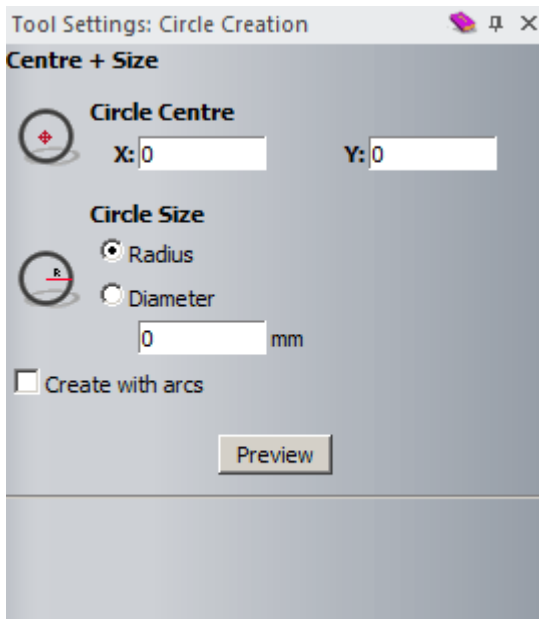 Tool Settings: Circle Creation
Centre + Size
Circle Centre
X: 0 Y: 0
Circle Size
Radius
R
Diameter
0 mm
Create with arcs
Preview